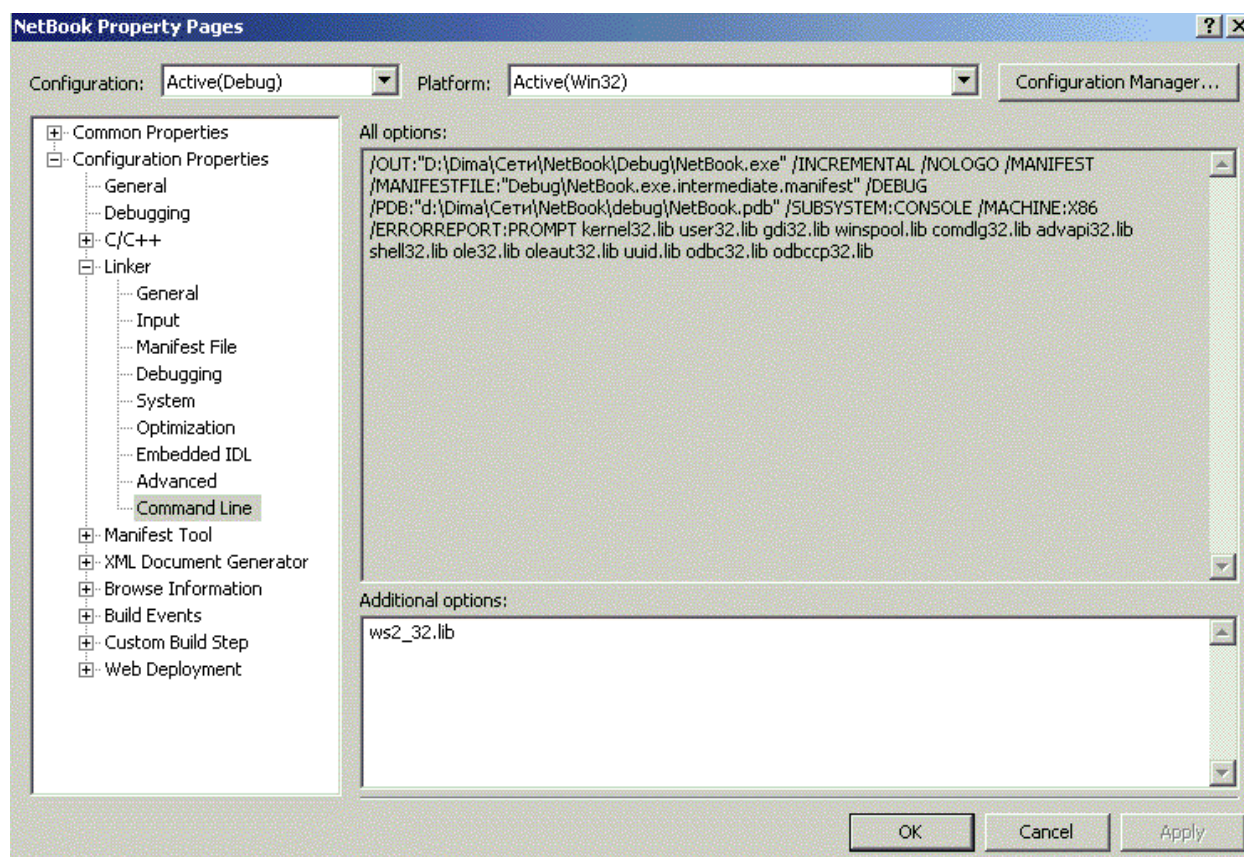 NetBook Property Pages
Configuration: Active(Debug) Platform: Active(Win32) Configuration Manager...
Common Properties
Configuration Properties
General
Debugging
C/C++
Linker
General
Input
Manifest File
Debugging
System
Optimization
Embedded IDL
Advanced
Command Line
Manifest Tool
XML Document Generator
Browse Information
Build Events
Custom Build Step
Web Deployment
All options:
/OUT:"D:\Dima\Сети\NetBook\Debug\NetBook.exe" /INCREMENTAL /NOLOGO /MANIFEST
/MANIFESTFILE:"Debug\NetBook.exe.intermediate.manifest" /DEBUG
/PDB:"d:\Dima\Сети\NetBook\debug\NetBook.pdb" /SUBSYSTEM:CONSOLE /MACHINE:X86
/ERRORREPORT:PROMPT kernel32.lib user32.lib gdi32.lib winspool.lib comdlg32.lib advapi32.lib
shell32.lib ole32.lib oleaut32.lib uuid.lib odbc32.lib odbccp32.lib
Additional options:
ws2_32.lib
OK Cancel Apply